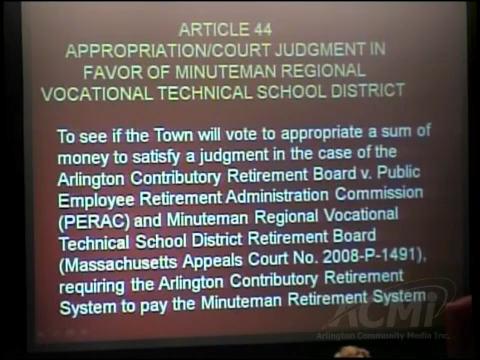 ARTICLE 44
APPROPRIATION/COURT JUDGMENT IN
FAVOR OF MINUTEMAN REGIONAL
VOCATIONAL TECHNICAL SCHOOL DISTRICT
To see if the Town will vote to appropriate a sum of
money to satisfy a judgment in the case of the
Arlington Contributory Retirement Board v. Public
Employee Retirement Administration Commission
(PERAC) and Minuteman Regional Vocational
Technical School District Retirement Board
(Massachusetts Appeals Court No. 2008-P-1491),
requiring the Arlington Contributory Retirement
System to pay the Minuteman Retirement System
ACMi
Arlington Community Media Inc.